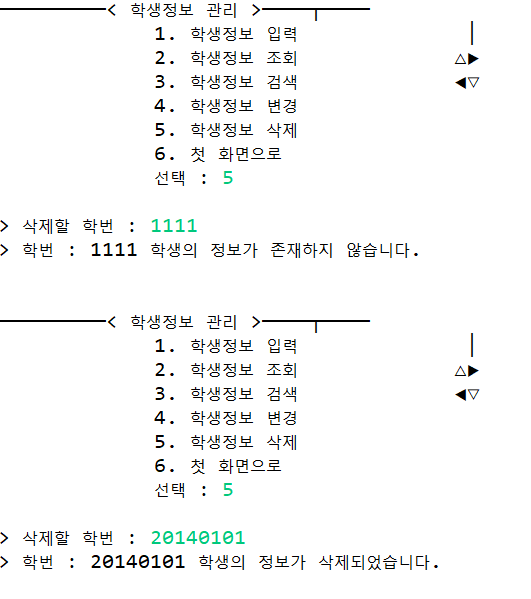 ──────────< 학생정보 관리 >─────┬─────
1. 학생정보 입력 │
2. 학생정보 조회 △▶
3. 학생정보 검색 ◀▽
4. 학생정보 변경
5. 학생정보 삭제
6. 첫 화면으로
선택 : 5
> 삭제할 학번 : 1111
> 학번 : 1111 학생의 정보가 존재하지 않습니다.
──────────< 학생정보 관리 >─────┬─────
1. 학생정보 입력 │
2. 학생정보 조회 △▶
3. 학생정보 검색 ◀▽
4. 학생정보 변경
5. 학생정보 삭제
6. 첫 화면으로
선택 : 5
> 삭제할 학번 : 20140101
> 학번 : 20140101 학생의 정보가 삭제되었습니다.